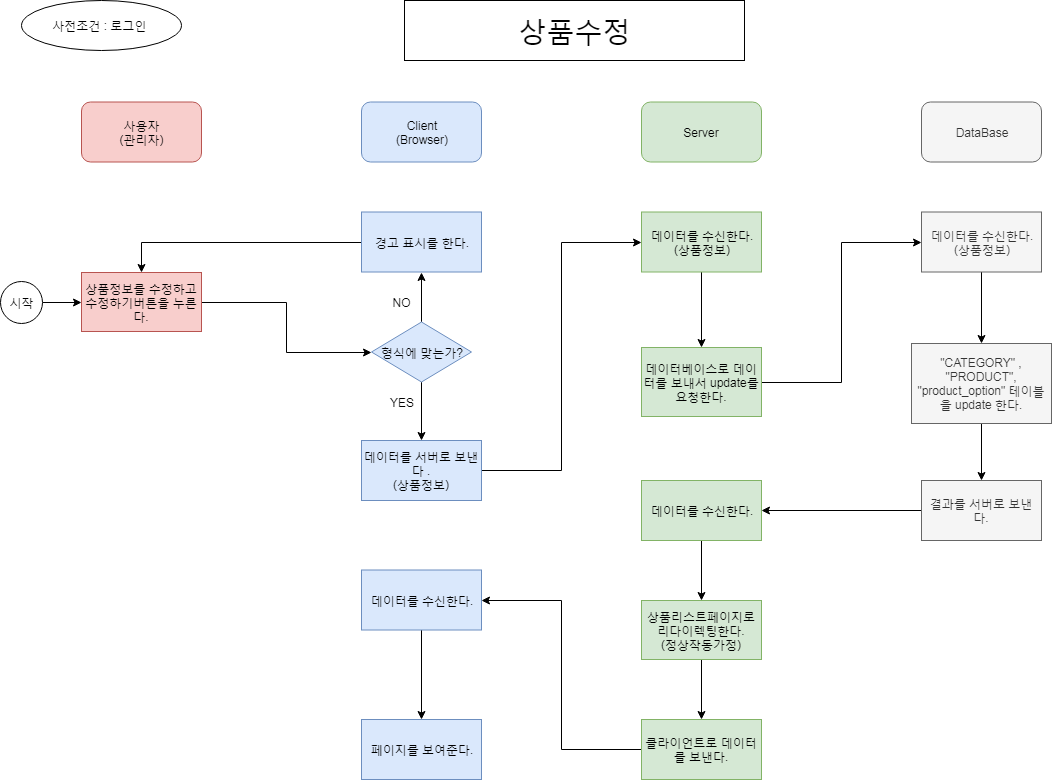 사전조건 : 로그인
상품수정
사용자
(관리자)
Client
(Browser)
Server
DataBase
경고 표시를 한다.
데이터를 수신한다.
(상품정보)
데이터를 수신한다.
(상품정보)
시작
상품정보를 수정하고
수정하기버튼을 누른
다.
NO
형식에 맞는가?
YES
데이터베이스로 데이
터를 보내서 update를
요청한다.
"CATEGORY" ,
"PRODUCT",
"product_option" 테이블
을 update 한다.
데이터를 서버로 보낸
다 .
(상품정보)
데이터를 수신한다.
결과를 서버로 보낸
다.
데이터를 수신한다.
상품리스트페이지로
리다이렉팅한다.
(정상작동가정)
페이지를 보여준다.
클라이언트로 데이터
를 보낸다.